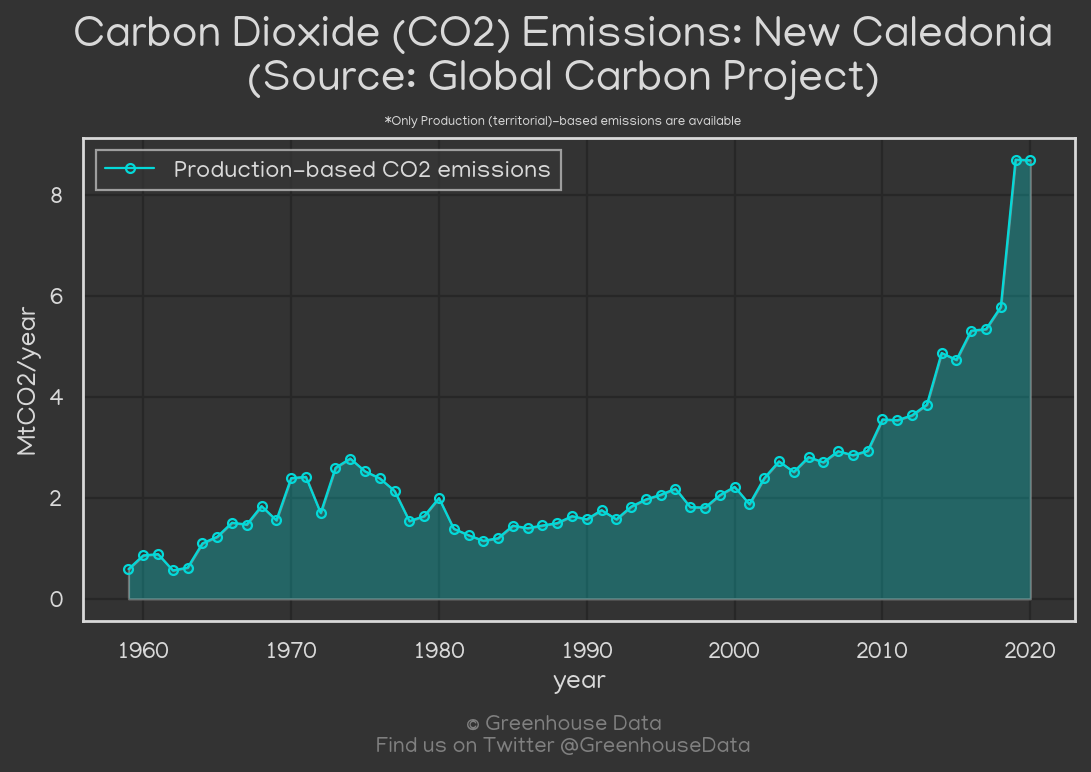 Carbon Dioxide (CO2) Emissions: New Caledonia
(Source: Global Carbon Project)
*Only Production (territorial)-based emissions are available
Production-based CO2 emissions
8
6
4
2
0
MtCO2/year
1960 1970 1980 1990 2000 2010 2020
year
© Greenhouse Data
Find us on Twitter @GreenhouseData